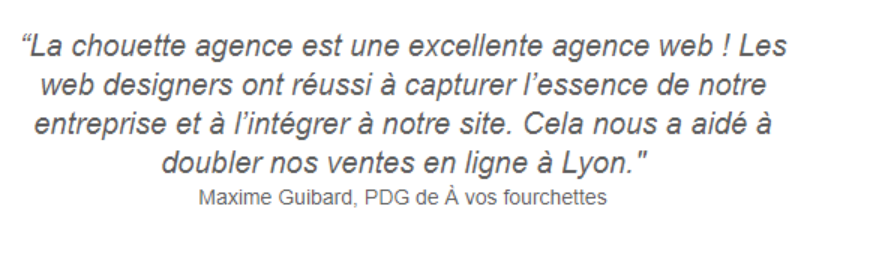 “La chouette agence est une excellente agence web ! Les
web designers ont réussi à capturer l’essence de notre
entreprise et à l’intégrer à notre site. Cela nous a aidé à
doubler nos ventes en ligne à Lyon."
Maxime Guibard, PDG de À vos fourchettes